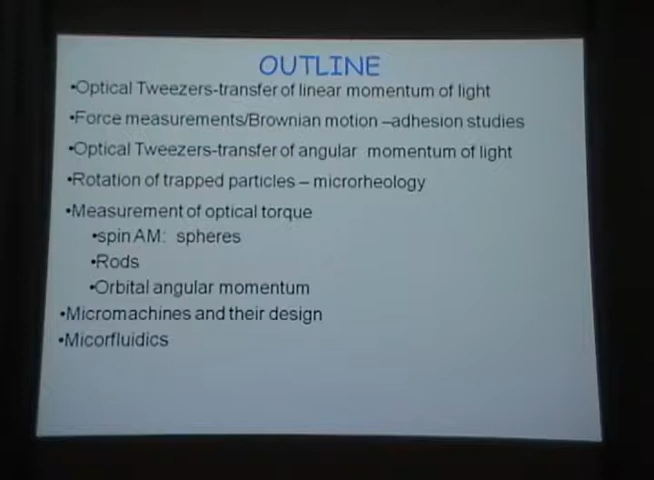 OUTLINE
•Optical Tweezers-transfer of linear momentum of light
•Force measurements/Brownian motion –adhesion studies
•Optical Tweezers-transfer of angular momentum of light
•Rotation of trapped particles – microrheology
•Measurement of optical torque
•spin AM: spheres
•Rods
•Orbital angular momentum
•Micromachines and their design
•Micorfluidics